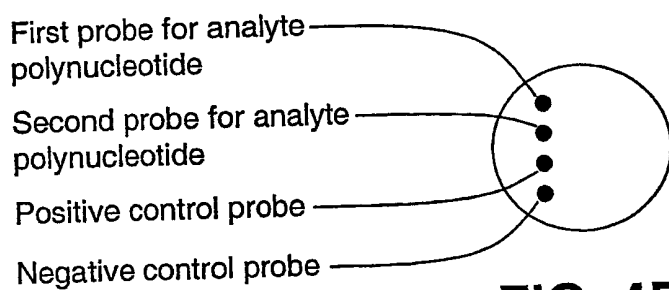 First probe for analyte
polynucleotide
Second probe for analyte
polynucleotide
Positive control probe
Negative control probe